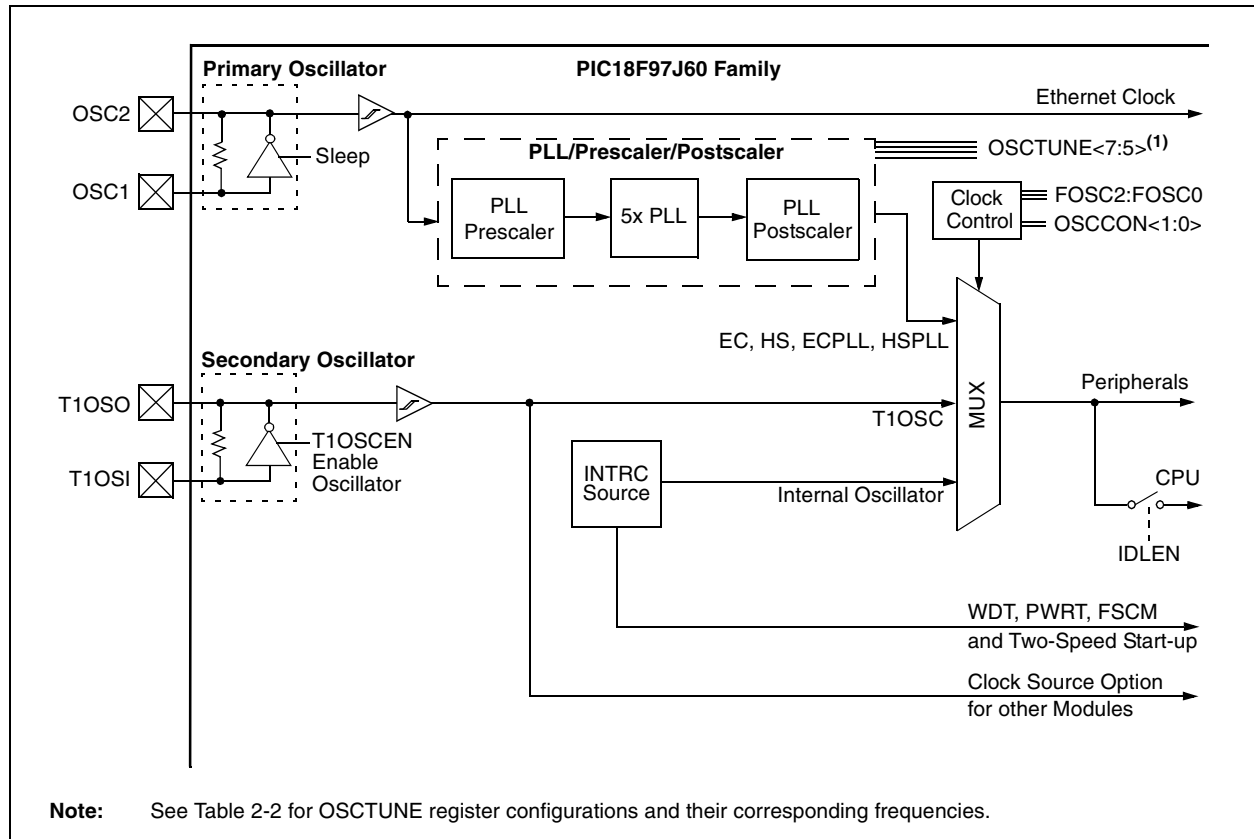 Primary Oscillator
PIC18F97J60 Family
OSC2
Ethernet Clock
Sleep
PLL/Prescaler/Postscaler
OSCTUNE<7:5>(1)
OSC1
PLL
Prescaler
5x PLL
PLL
Postscaler
Clock
Control
FOSC2:FOSC0
OSCCON<1:0>
EC, HS, ECPLL, HSPLL
Secondary Oscillator
MUX
Peripherals
T1OSO
T1OSC
T1OSCEN
Enable
Oscillator
T1OSI
INTRC
Source
Internal Oscillator
CPU
IDLEN
WDT, PWRT, FSCM
and Two-Speed Start-up
Clock Source Option
for other Modules
Note: See Table 2-2 for OSCTUNE register configurations and their corresponding frequencies.